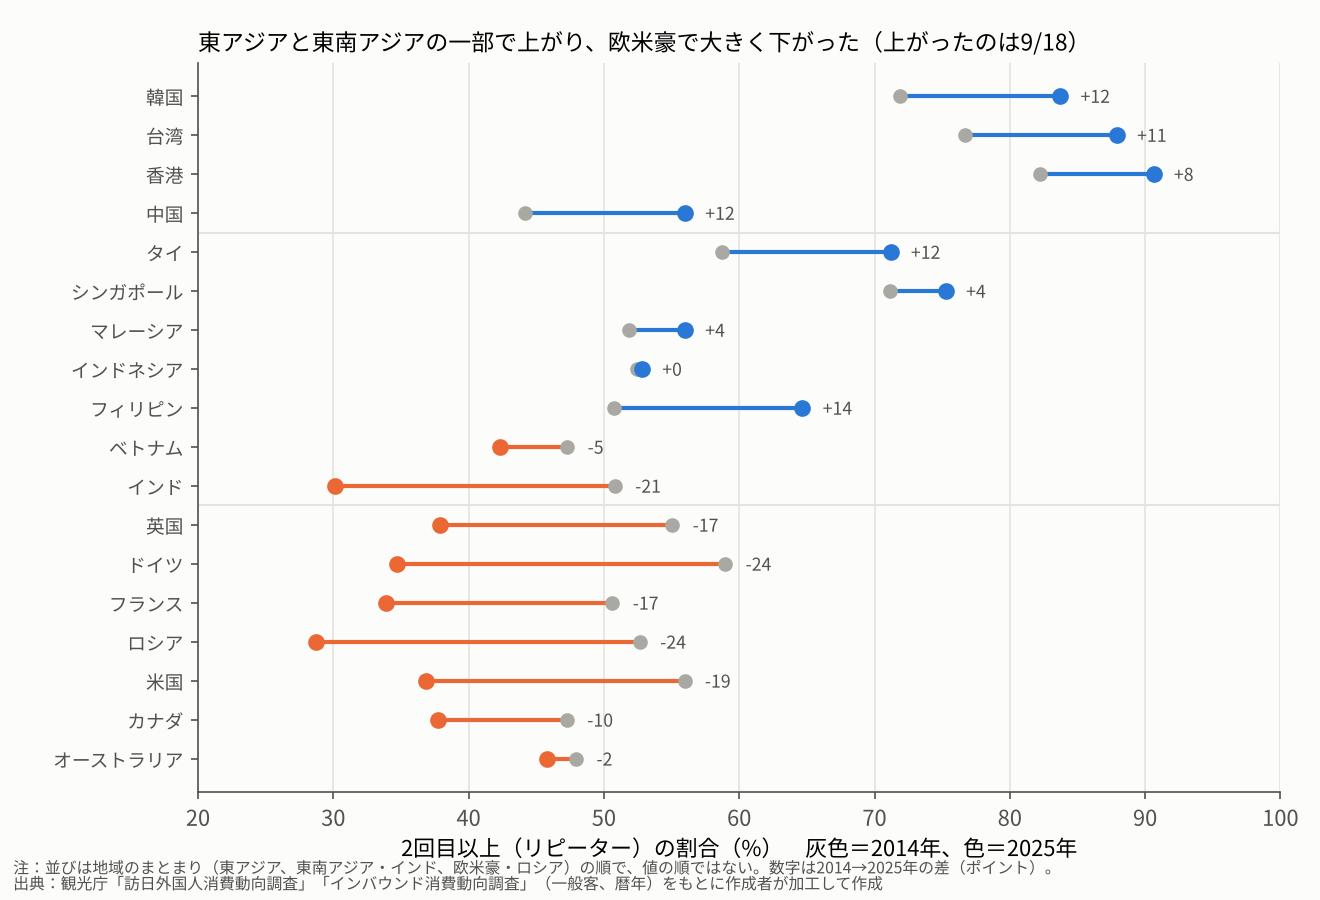 東アジアと東南アジアの一部で上がり、欧米豪で大きく下がった（上がったのは9/18）
韓国 +12
台湾 +11
香港 +8
中国 +12
タイ +12
シンガポール +4
マレーシア +4
インドネシア +0
フィリピン +14
ベトナム -5
インド -21
英国 -17
ドイツ -24
フランス -17
ロシア -24
米国 -19
カナダ -10
オーストラリア -2
20 30 40 50 60 70 80 90 100
2回目以上（リピーター）の割合（%） 灰色＝2014年、色＝2025年
注：並びは地域のまとまり（東アジア、東南アジア・インド、欧米豪・ロシア）の順で、値の順ではない。数字は2014→2025年の差（ポイント）。
出典：観光庁「訪日外国人消費動向調査」「インバウンド消費動向調査」（一般客、暦年）をもとに作成者が加工して作成